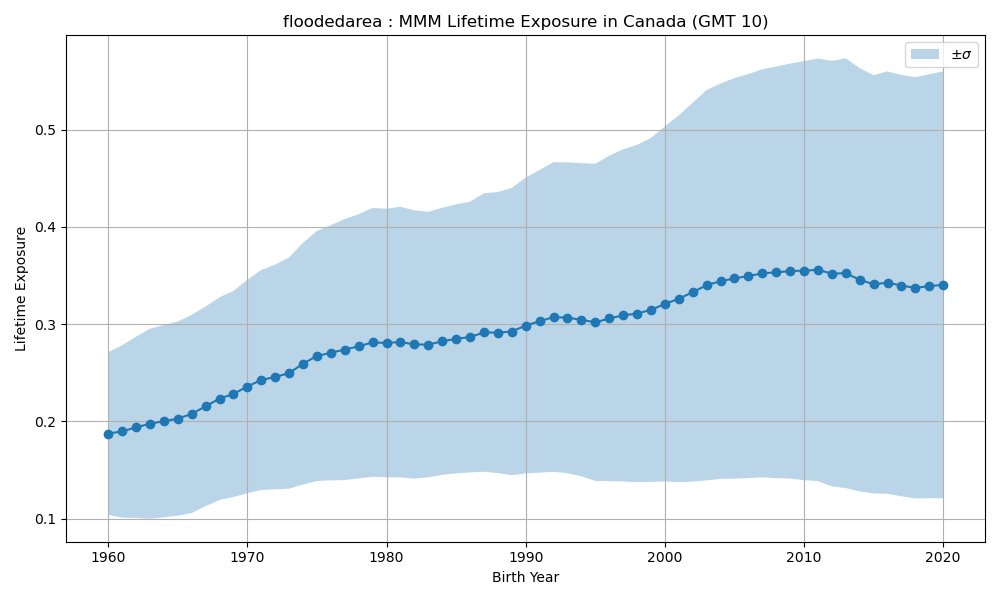 floodedarea : MMM Lifetime Exposure in Canada (GMT 10)
±σ
Lifetime Exposure
0.5
0.4
0.3
0.2
0.1
1960 1970 1980 1990 2000 2010 2020
Birth Year